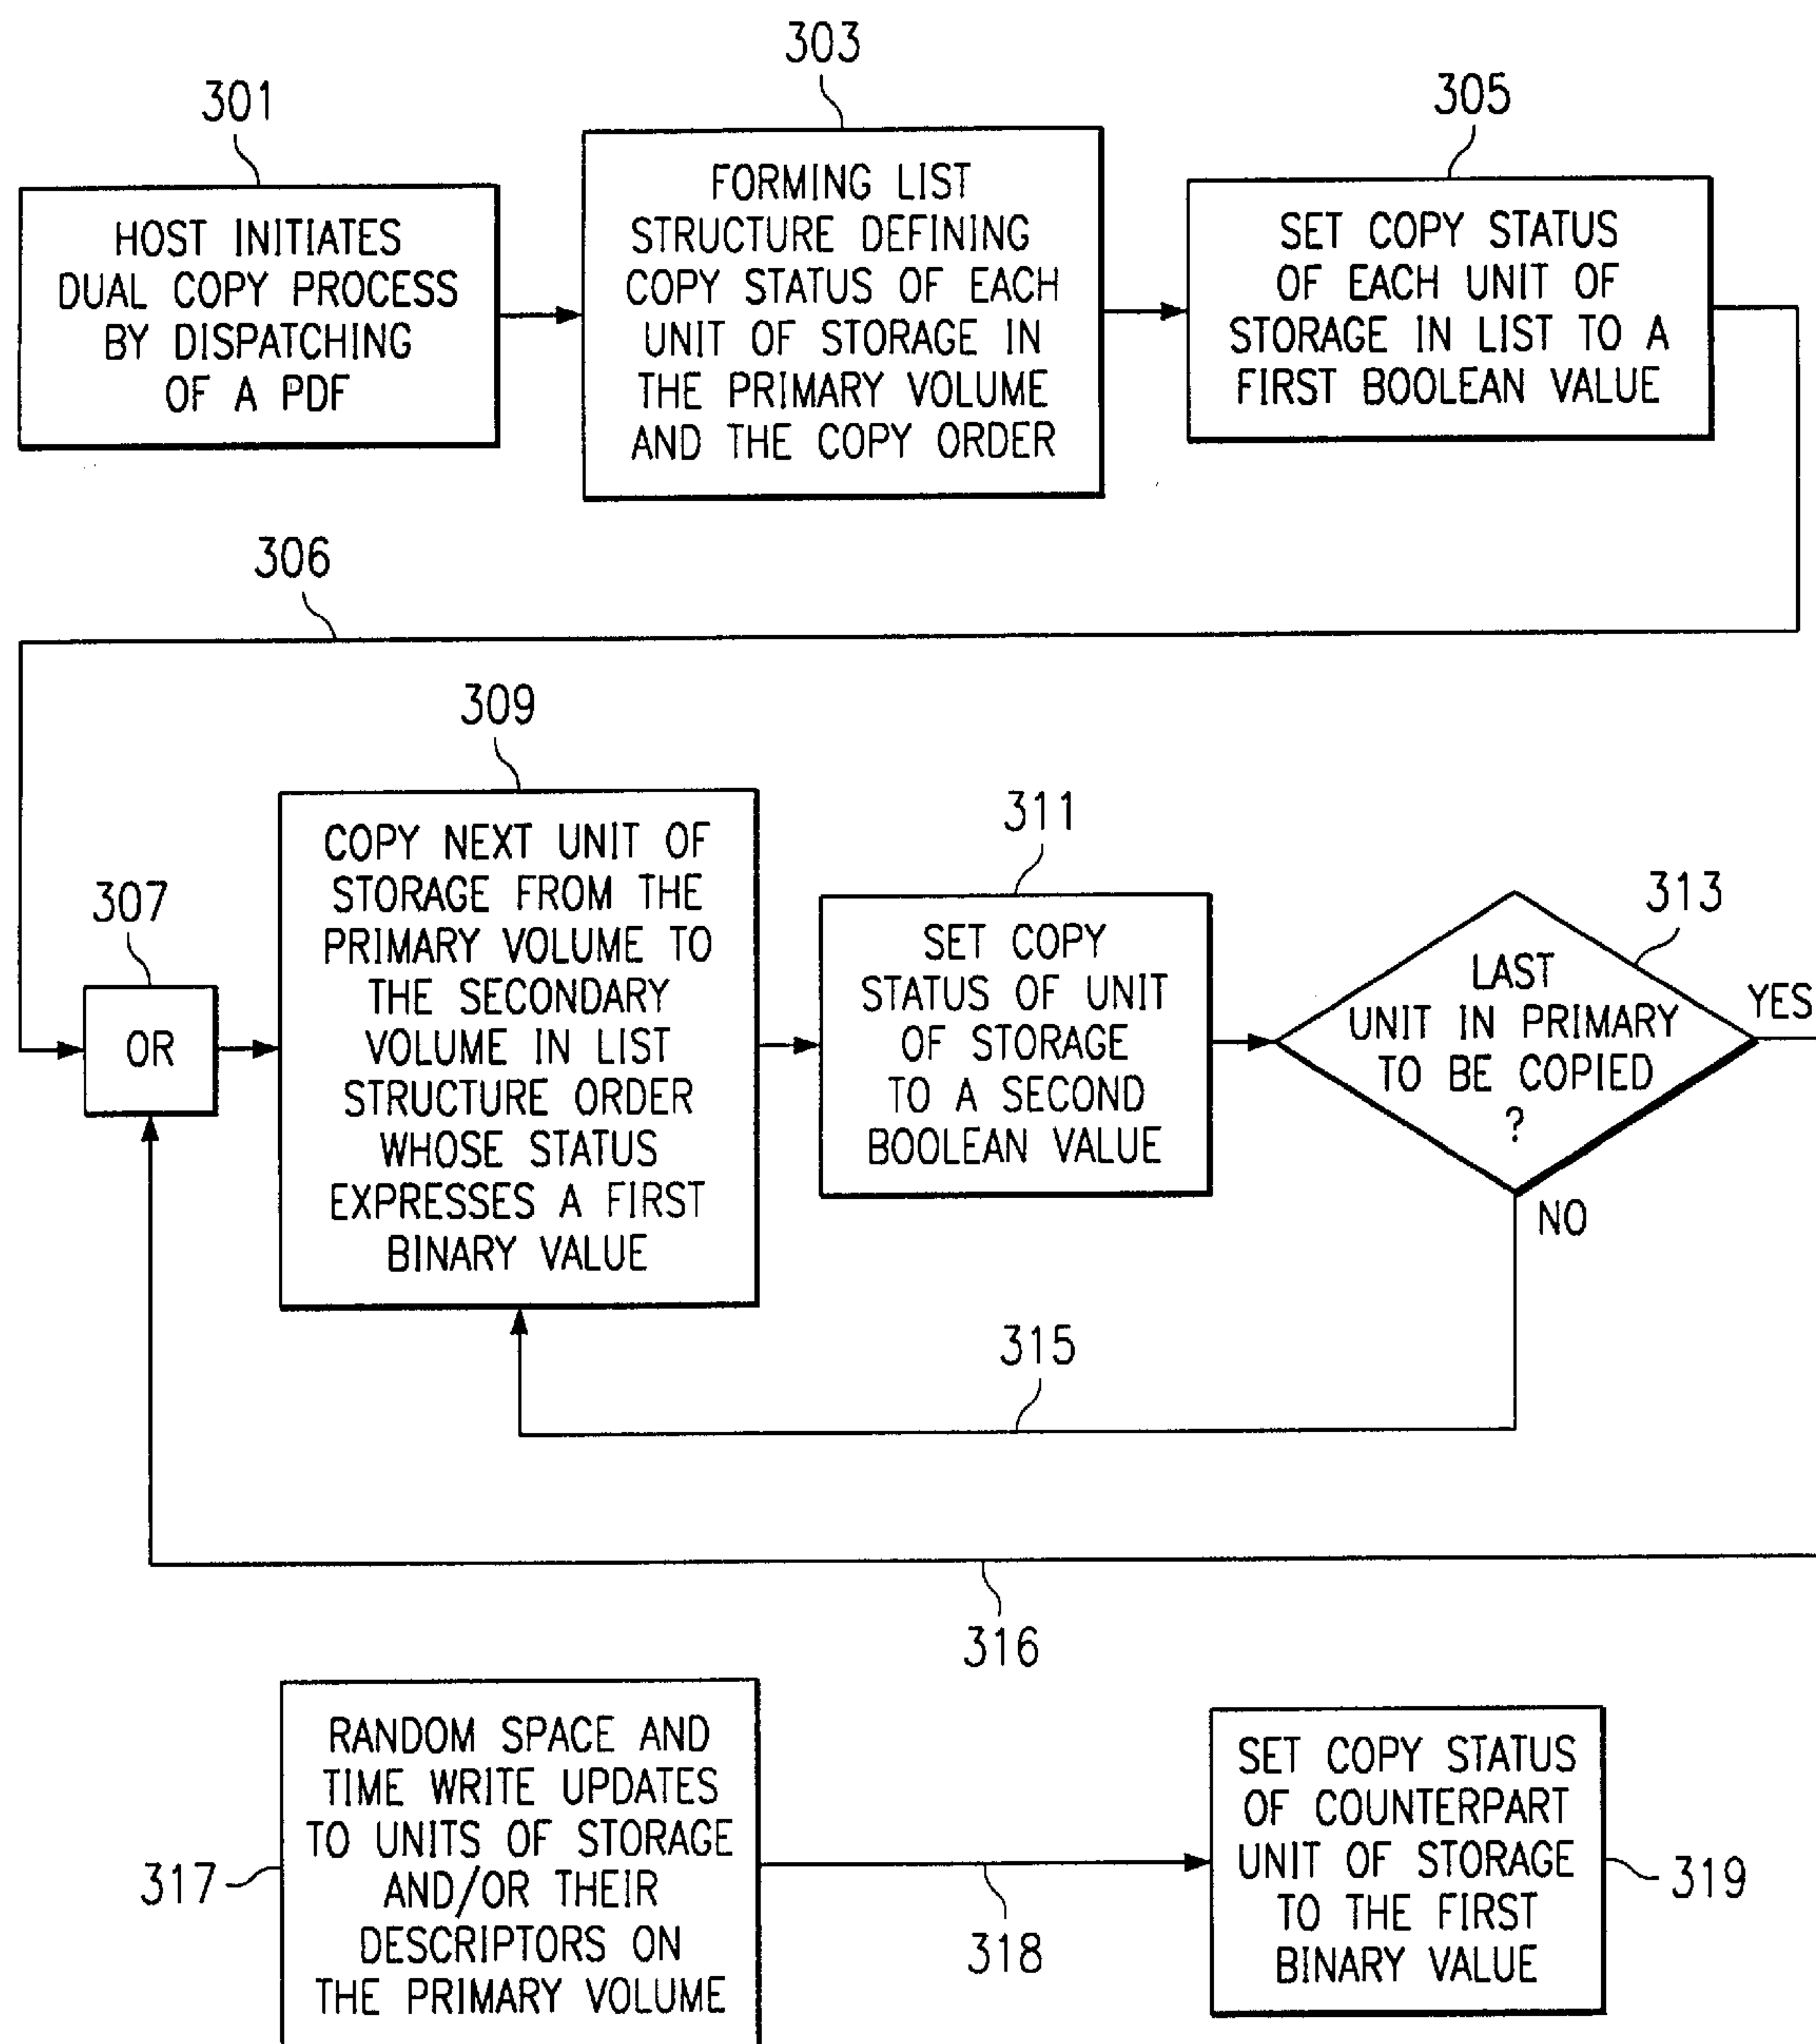 301
HOST INITIATES
DUAL COPY PROCESS
BY DISPATCHING
OF A PDF
303
FORMING LIST
STRUCTURE DEFINING
COPY STATUS OF EACH
UNIT OF STORAGE IN
THE PRIMARY VOLUME
AND THE COPY ORDER
305
SET COPY STATUS
OF EACH UNIT OF
STORAGE IN LIST TO A
FIRST BOOLEAN VALUE
306
307
OR
309
COPY NEXT UNIT OF
STORAGE FROM THE
PRIMARY VOLUME TO
THE SECONDARY
VOLUME IN LIST
STRUCTURE ORDER
WHOSE STATUS
EXPRESSES A FIRST
BINARY VALUE
311
SET COPY
STATUS OF UNIT
OF STORAGE
TO A SECOND
BOOLEAN VALUE
313
LAST
UNIT IN PRIMARY
TO BE COPIED
?
YES
NO
315
316
317
RANDOM SPACE AND
TIME WRITE UPDATES
TO UNITS OF STORAGE
AND/OR THEIR
DESCRIPTORS ON
THE PRIMARY VOLUME
318
SET COPY STATUS
OF COUNTERPART
UNIT OF STORAGE
TO THE FIRST
BINARY VALUE
319